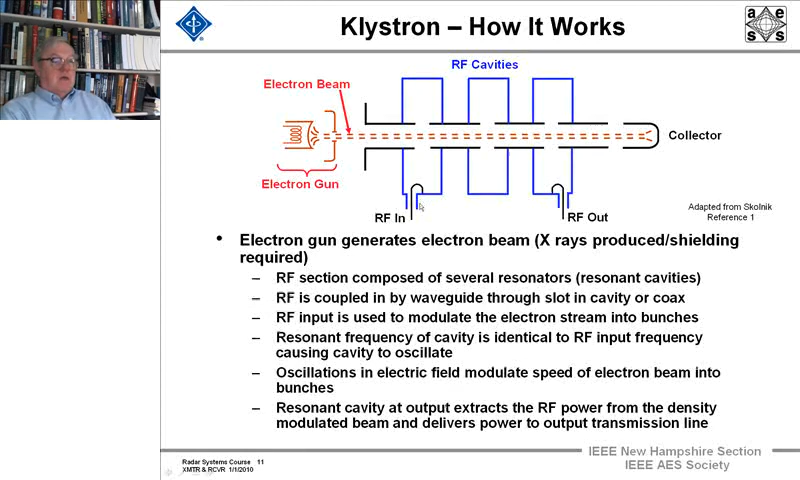 Klystron – How It Works
a e
s s
RF Cavities
Electron Beam
Collector
Electron Gun
Adapted from Skolnik
Reference 1
RF In
RF Out
• Electron gun generates electron beam (X rays produced/shielding
required)
– RF section composed of several resonators (resonant cavities)
– RF is coupled in by waveguide through slot in cavity or coax
– RF input is used to modulate the electron stream into bunches
– Resonant frequency of cavity is identical to RF input frequency
causing cavity to oscillate
– Oscillations in electric field modulate speed of electron beam into
bunches
– Resonant cavity at output extracts the RF power from the density
modulated beam and delivers power to output transmission line
Radar Systems Course 11
XMTR & RCVR 1/1/2010
IEEE New Hampshire Section
IEEE AES Society